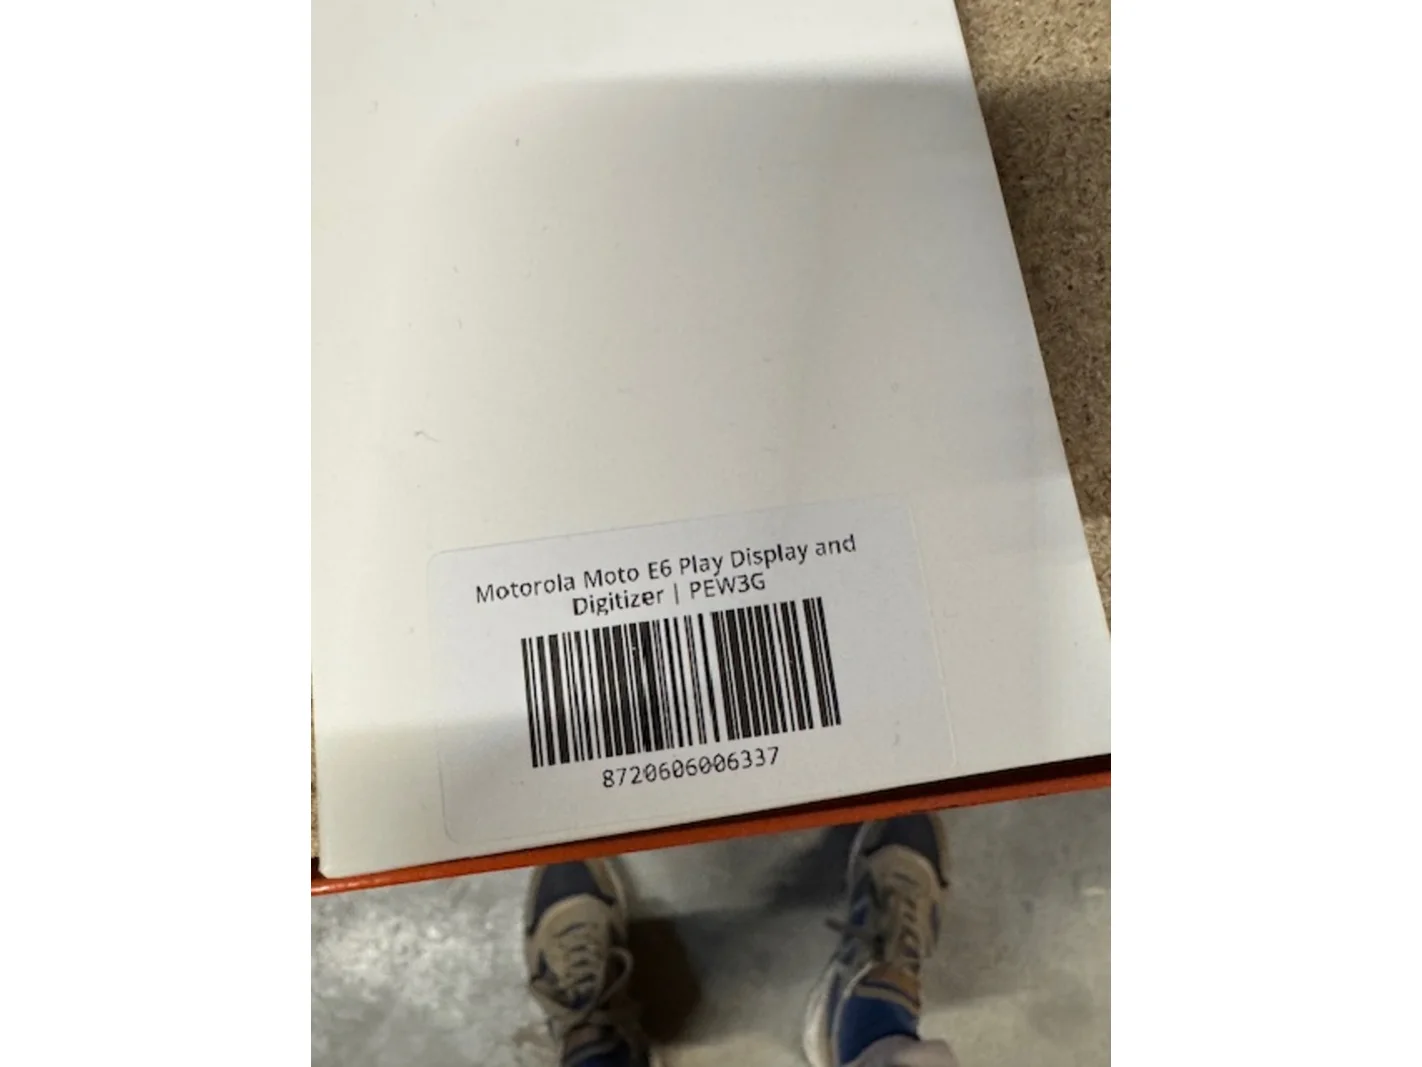 Motorola Moto E6 Play Display and
Digitizer | PEW3G
8720606006337